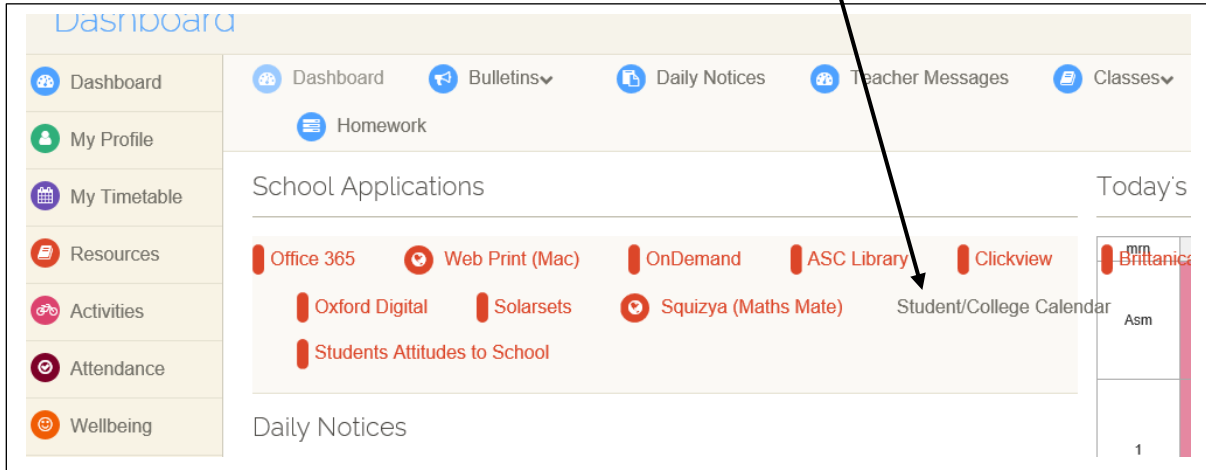 Dashboard
Dashboard
My Profile
My Timetable
Resources
Activities
Attendance
Wellbeing
Dashboard Bulletins Daily Notices Teacher Messages Classes
Homework
School Applications
Office 365 Web Print (Mac) OnDemand ASC Library Clickview Brittanica
Oxford Digital Solarsets Squizya (Maths Mate) Student/College Calendar
Students Attitudes to School
Daily Notices
Today's
mrn
Asm
1